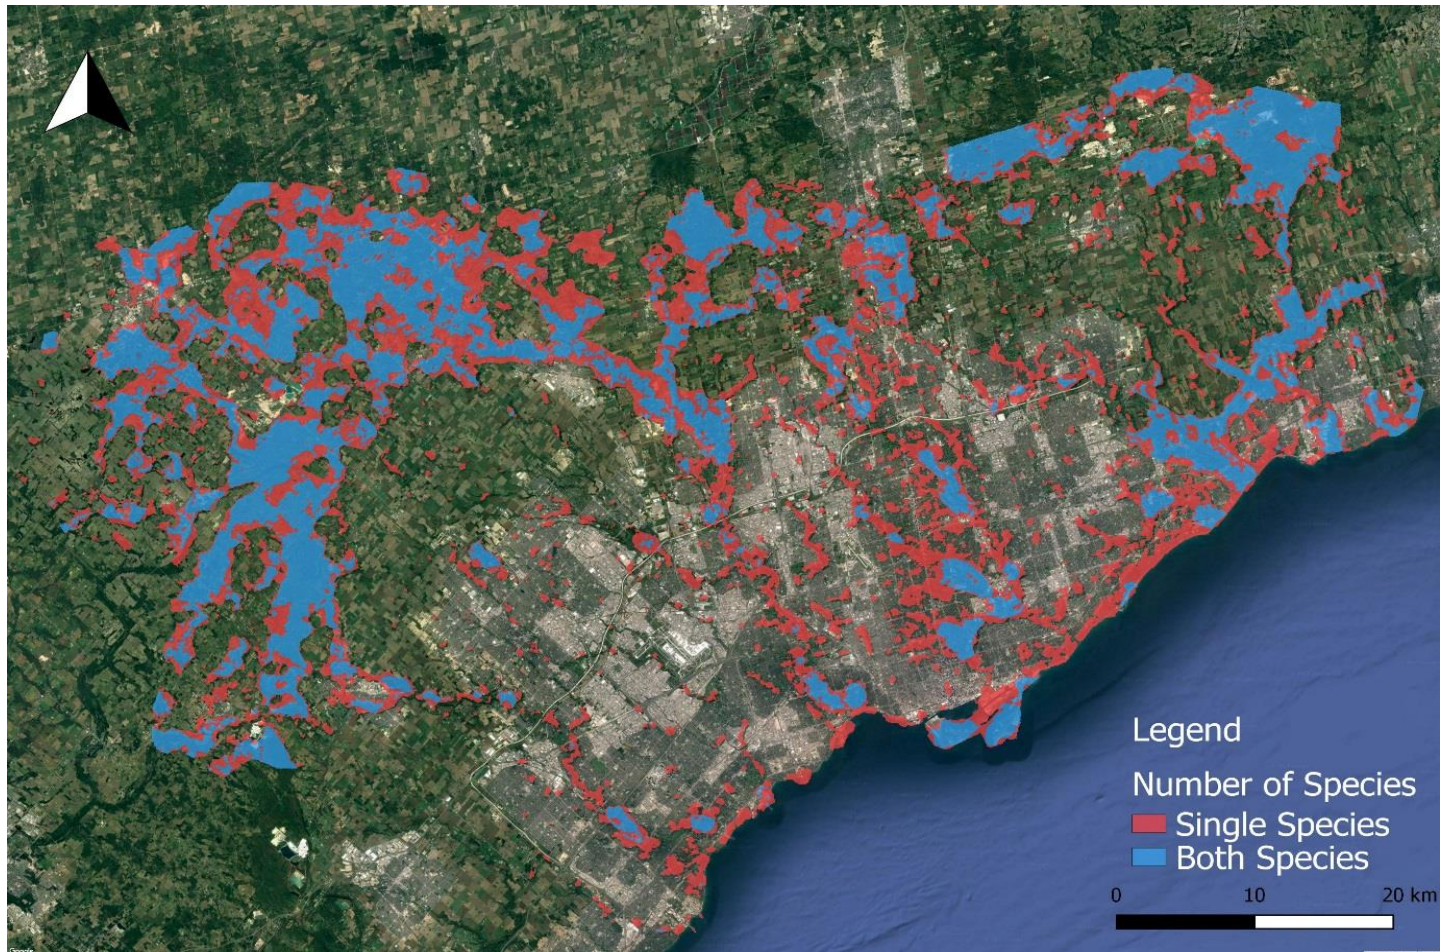 Legend
Number of Species
Single Species
Both Species
0 10 20 km